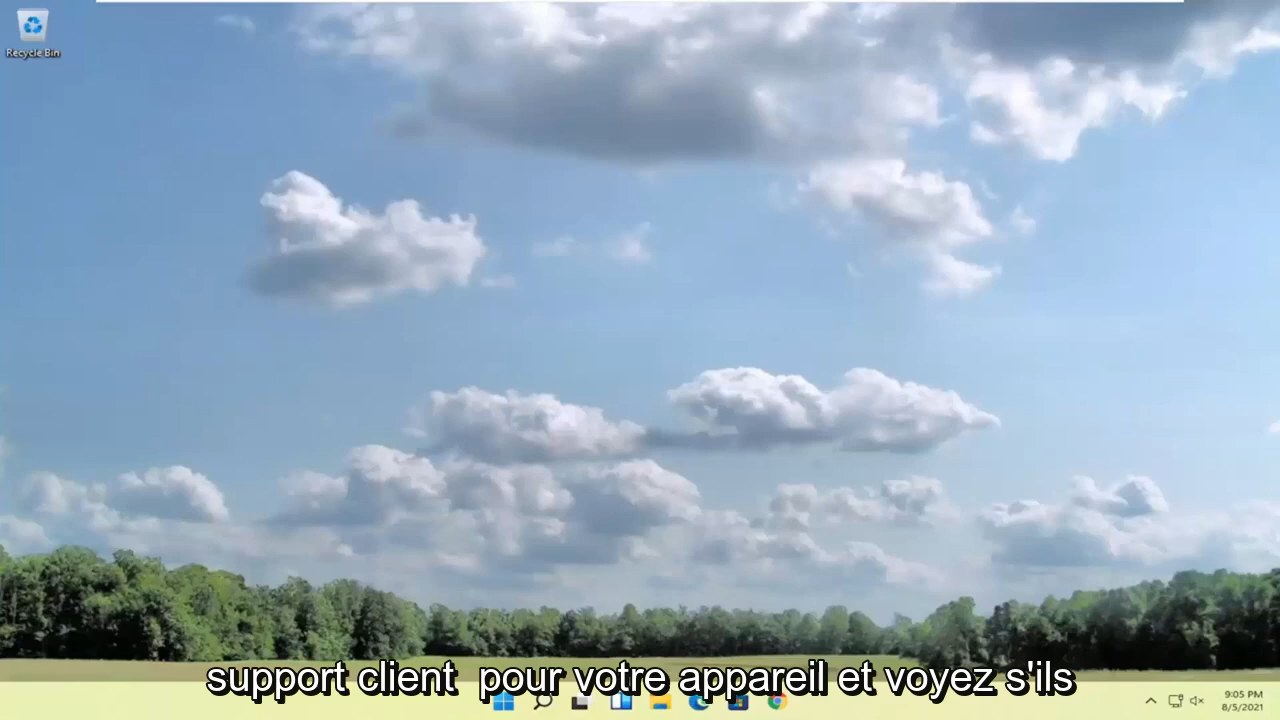 Recycle Bin
support client  pour votre appareil et voyez s'ils
9:05 PM
8/5/2021